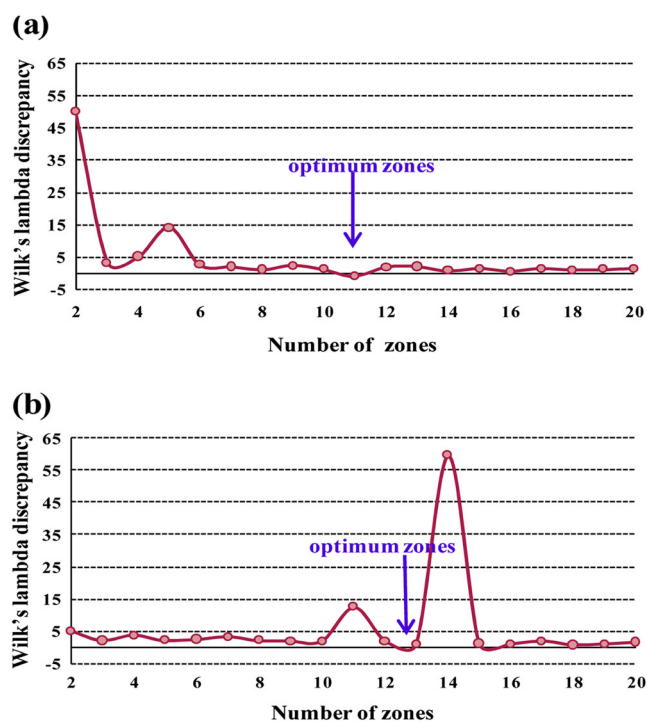 (a)
Wilk's lambda discrepancy
65
55
45
35
25
15
5
-5
optimum zones
2 4 6 8 10 12 14 16 18 20
Number of zones
(b)
Wilk's lambda discrepancy
65
55
45
35
25
15
5
-5
optimum zones
2 4 6 8 10 12 14 16 18 20
Number of zones